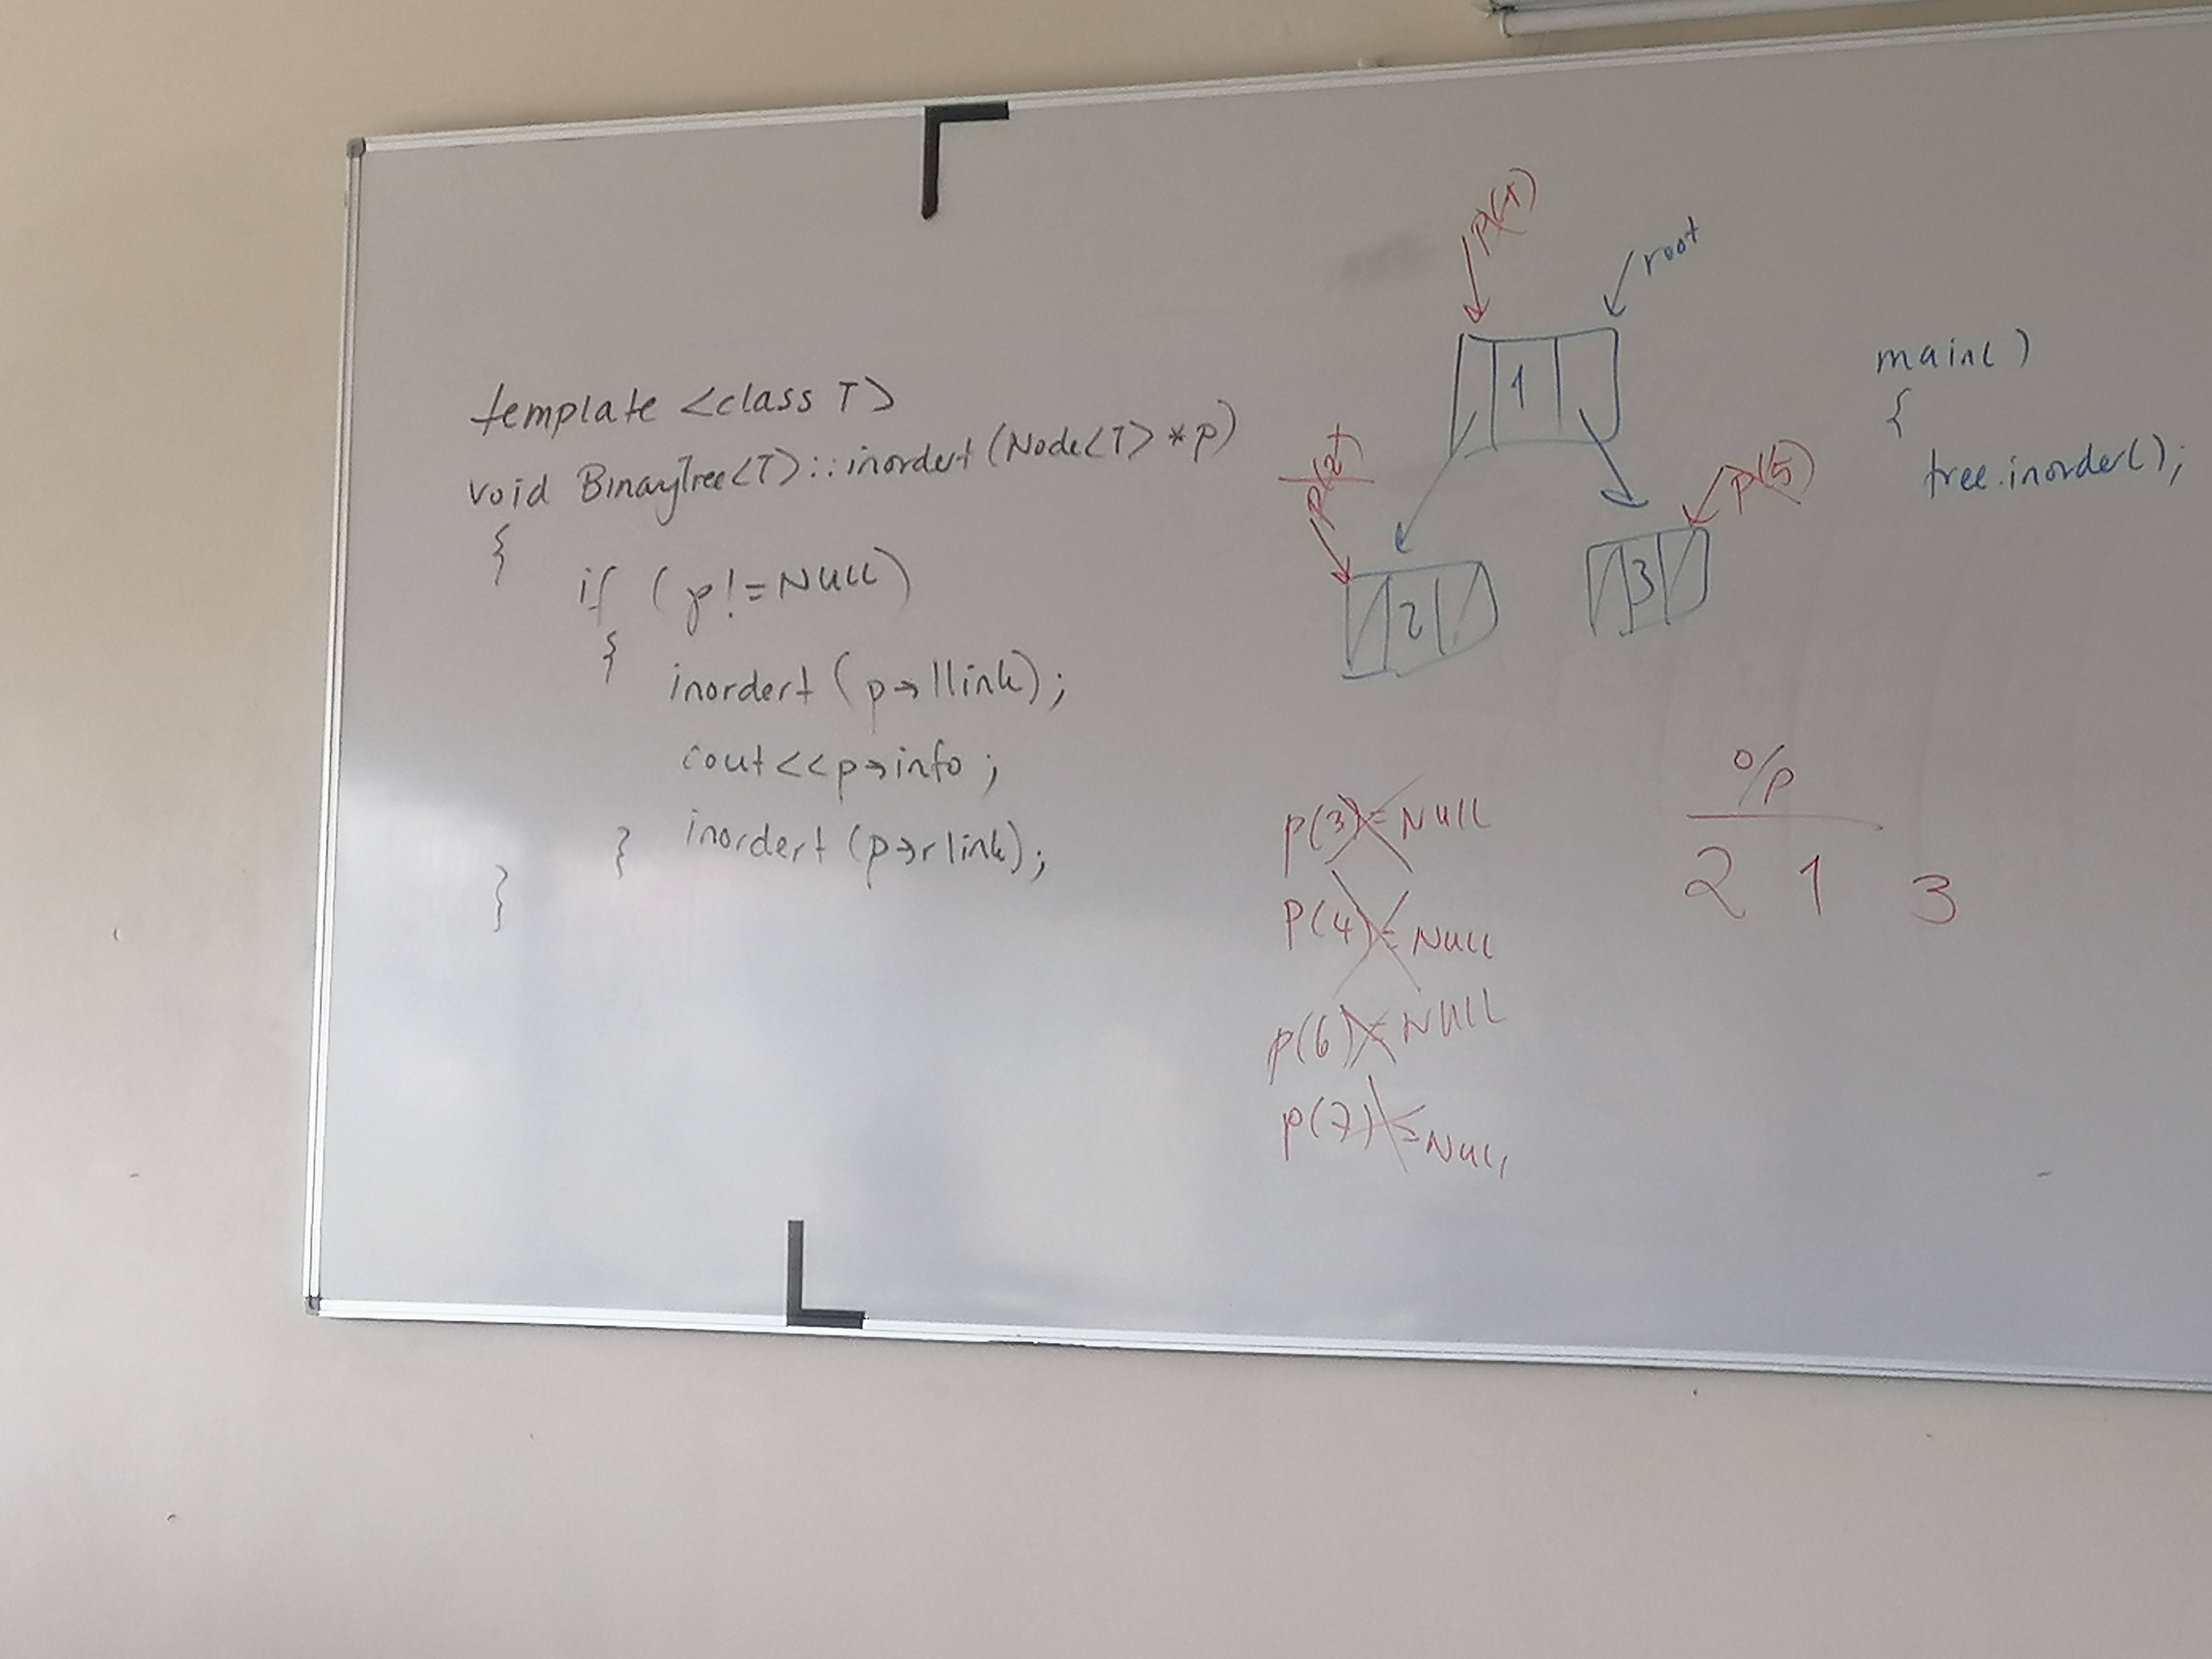 template <class T>
void BinaryTree<T>::inordert(Node<T> *p)
{
if (p!=NULL)
{
inordert (p→llink);
cout<<p→info;
inordert (p→rlink);
}
}
p(1)
root
1
p(2)
p(5)
2
3
main()
{
tree.inorder();
p(3)=NULL
p(4)=NULL
p(6)=NULL
p(7)=NULL
o/p
2 1 3